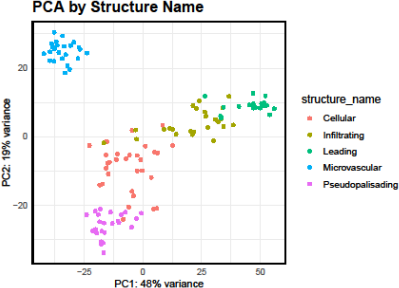 PCA by Structure Name
PC2: 19% variance
20
0
−20
−25
0
25
50
PC1: 48% variance
structure_name
Cellular
Infiltrating
Leading
Microvascular
Pseudopalisading